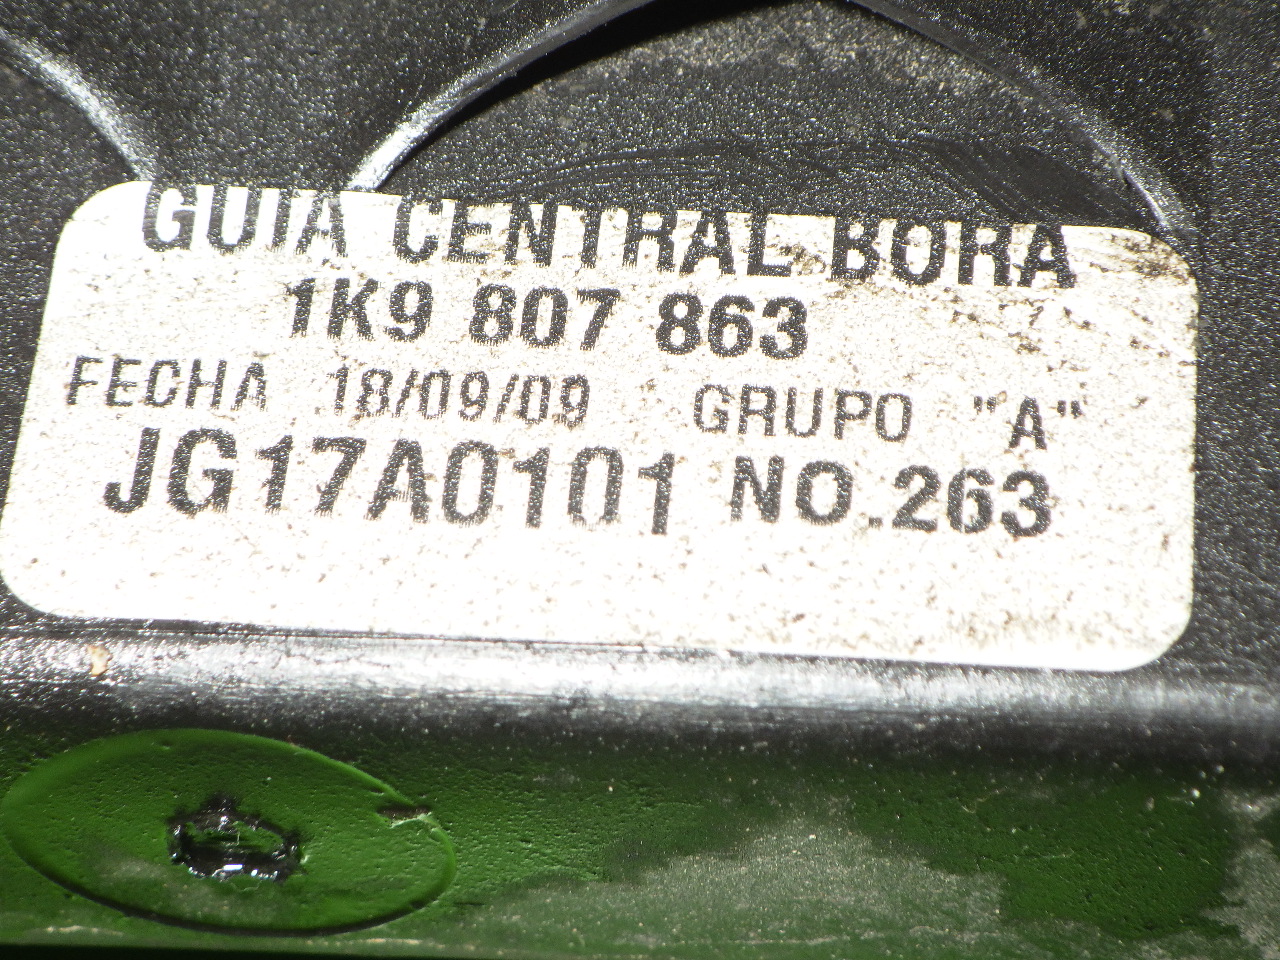 GUIA CENTRAL BORA
1K9 807 863
FECHA 18/09/09 GRUPO "A"
JG17A0101 NO.263